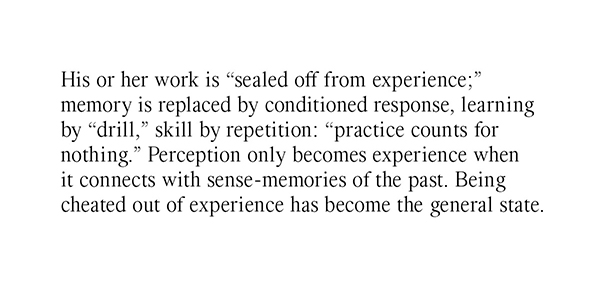 His or her work is “sealed off from experience;”
memory is replaced by conditioned response, learning
by “drill,” skill by repetition: “practice counts for
nothing.” Perception only becomes experience when
it connects with sense-memories of the past. Being
cheated out of experience has become the general state.